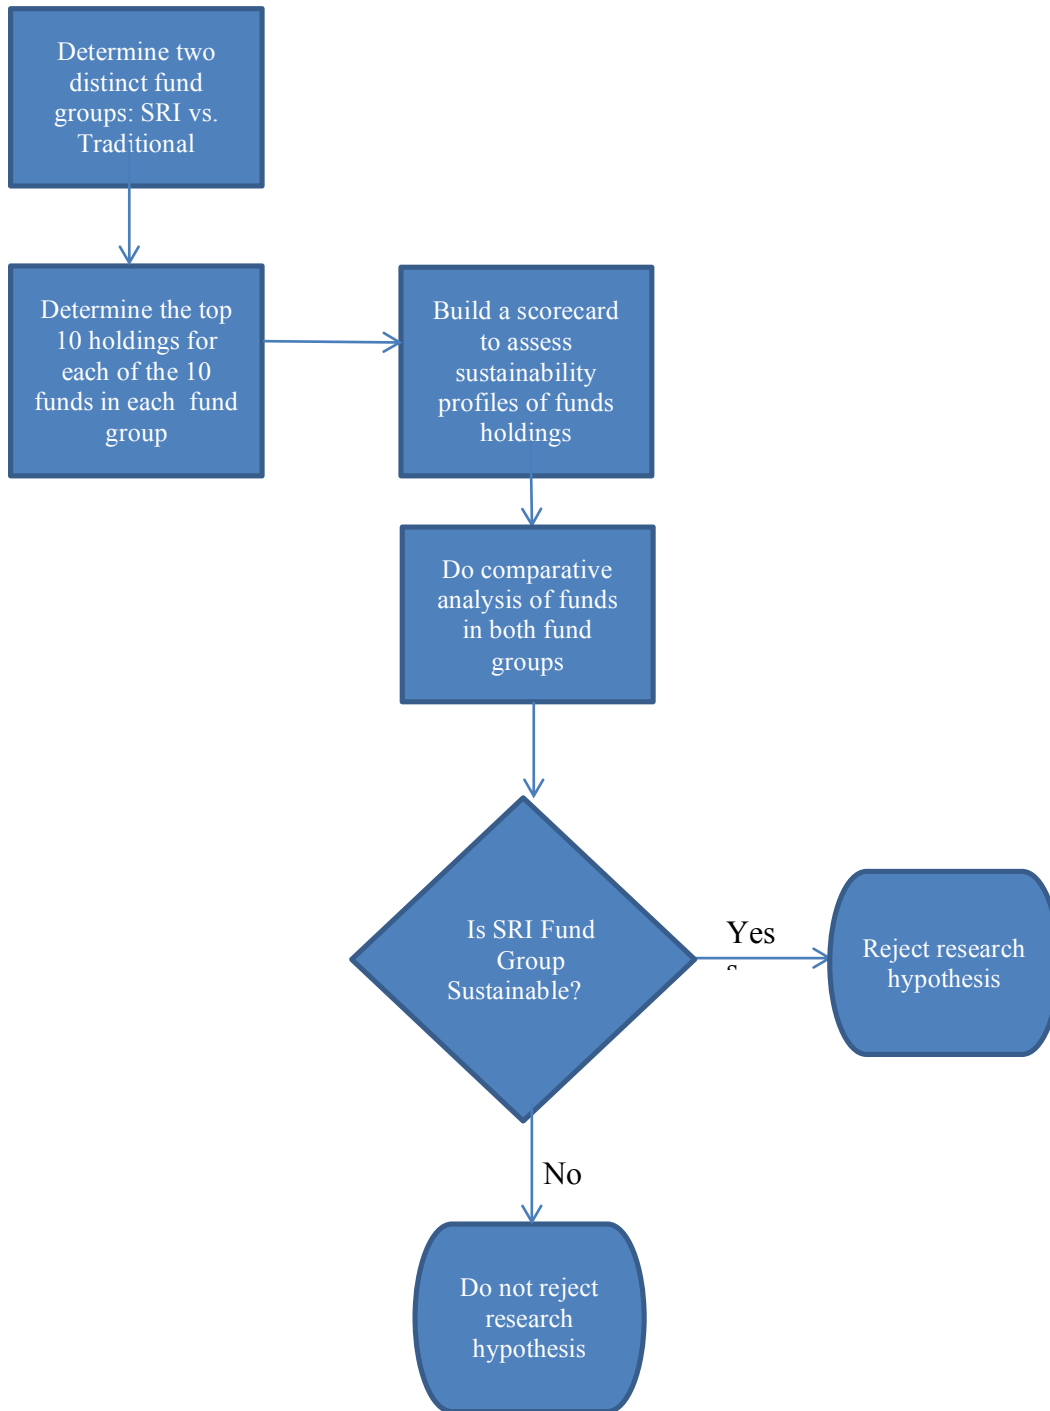 Determine two
distinct fund
groups: SRI vs.
Traditional
Determine the top
10 holdings for
each of the 10
funds in each fund
group
Build a scorecard
to assess
sustainability
profiles of funds
holdings
Do comparative
analysis of funds
in both fund
groups
Is SRI Fund
Group
Sustainable?
Yes
s
Reject research
hypothesis
No
Do not reject
research
hypothesis